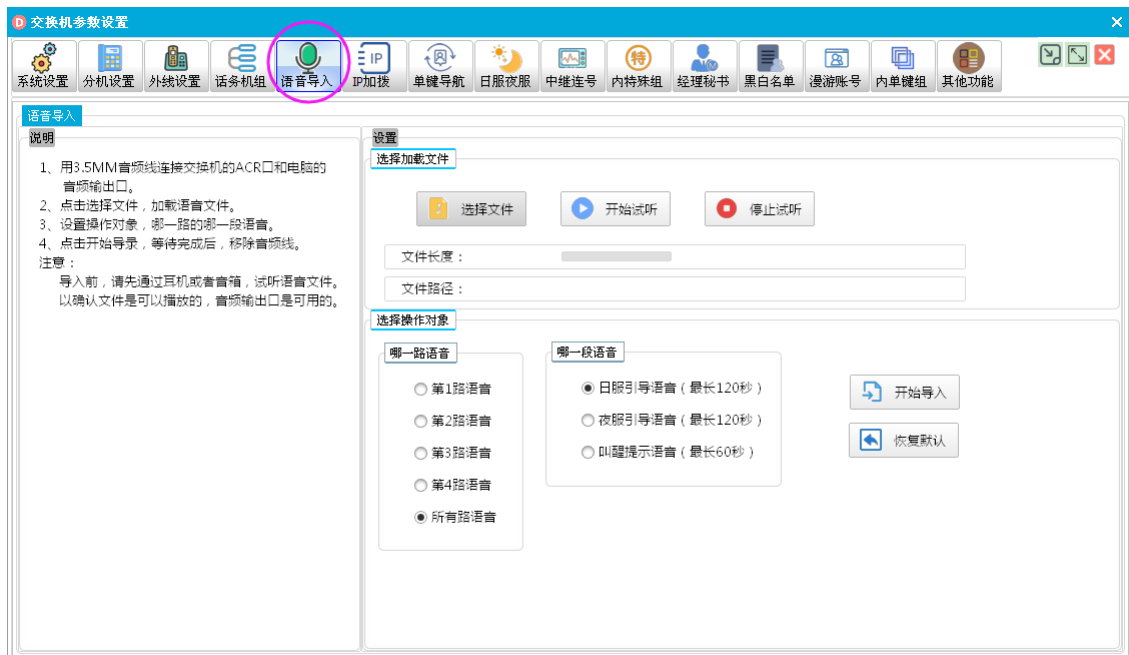 D 交换机参数设置
系统设置 分机设置 外线设置 话务机组 语音导入 IP加拨 单键导航 日服夜服 中继连号 内特殊组 经理秘书 黑白名单 漫游账号 内单键组 其他功能
IP
特
语音导入
说明
1、用3.5MM音频线连接交换机的ACR口和电脑的
音频输出口。
2、点击选择文件，加载语音文件。
3、设置操作对象，哪一路的哪一段语音。
4、点击开始导录，等待完成后，移除音频线。
注意：
导入前，请先通过耳机或者音箱，试听语音文件。
以确认文件是可以播放的，音频输出口是可用的。
设置
选择加载文件
选择文件 开始试听 停止试听
文件长度：
文件路径：
选择操作对象
哪一路语音
第1路语音
第2路语音
第3路语音
第4路语音
所有路语音
哪一段语音
日服引导语音（最长120秒）
夜服引导语音（最长120秒）
叫醒提示语音（最长60秒）
开始导入
恢复默认